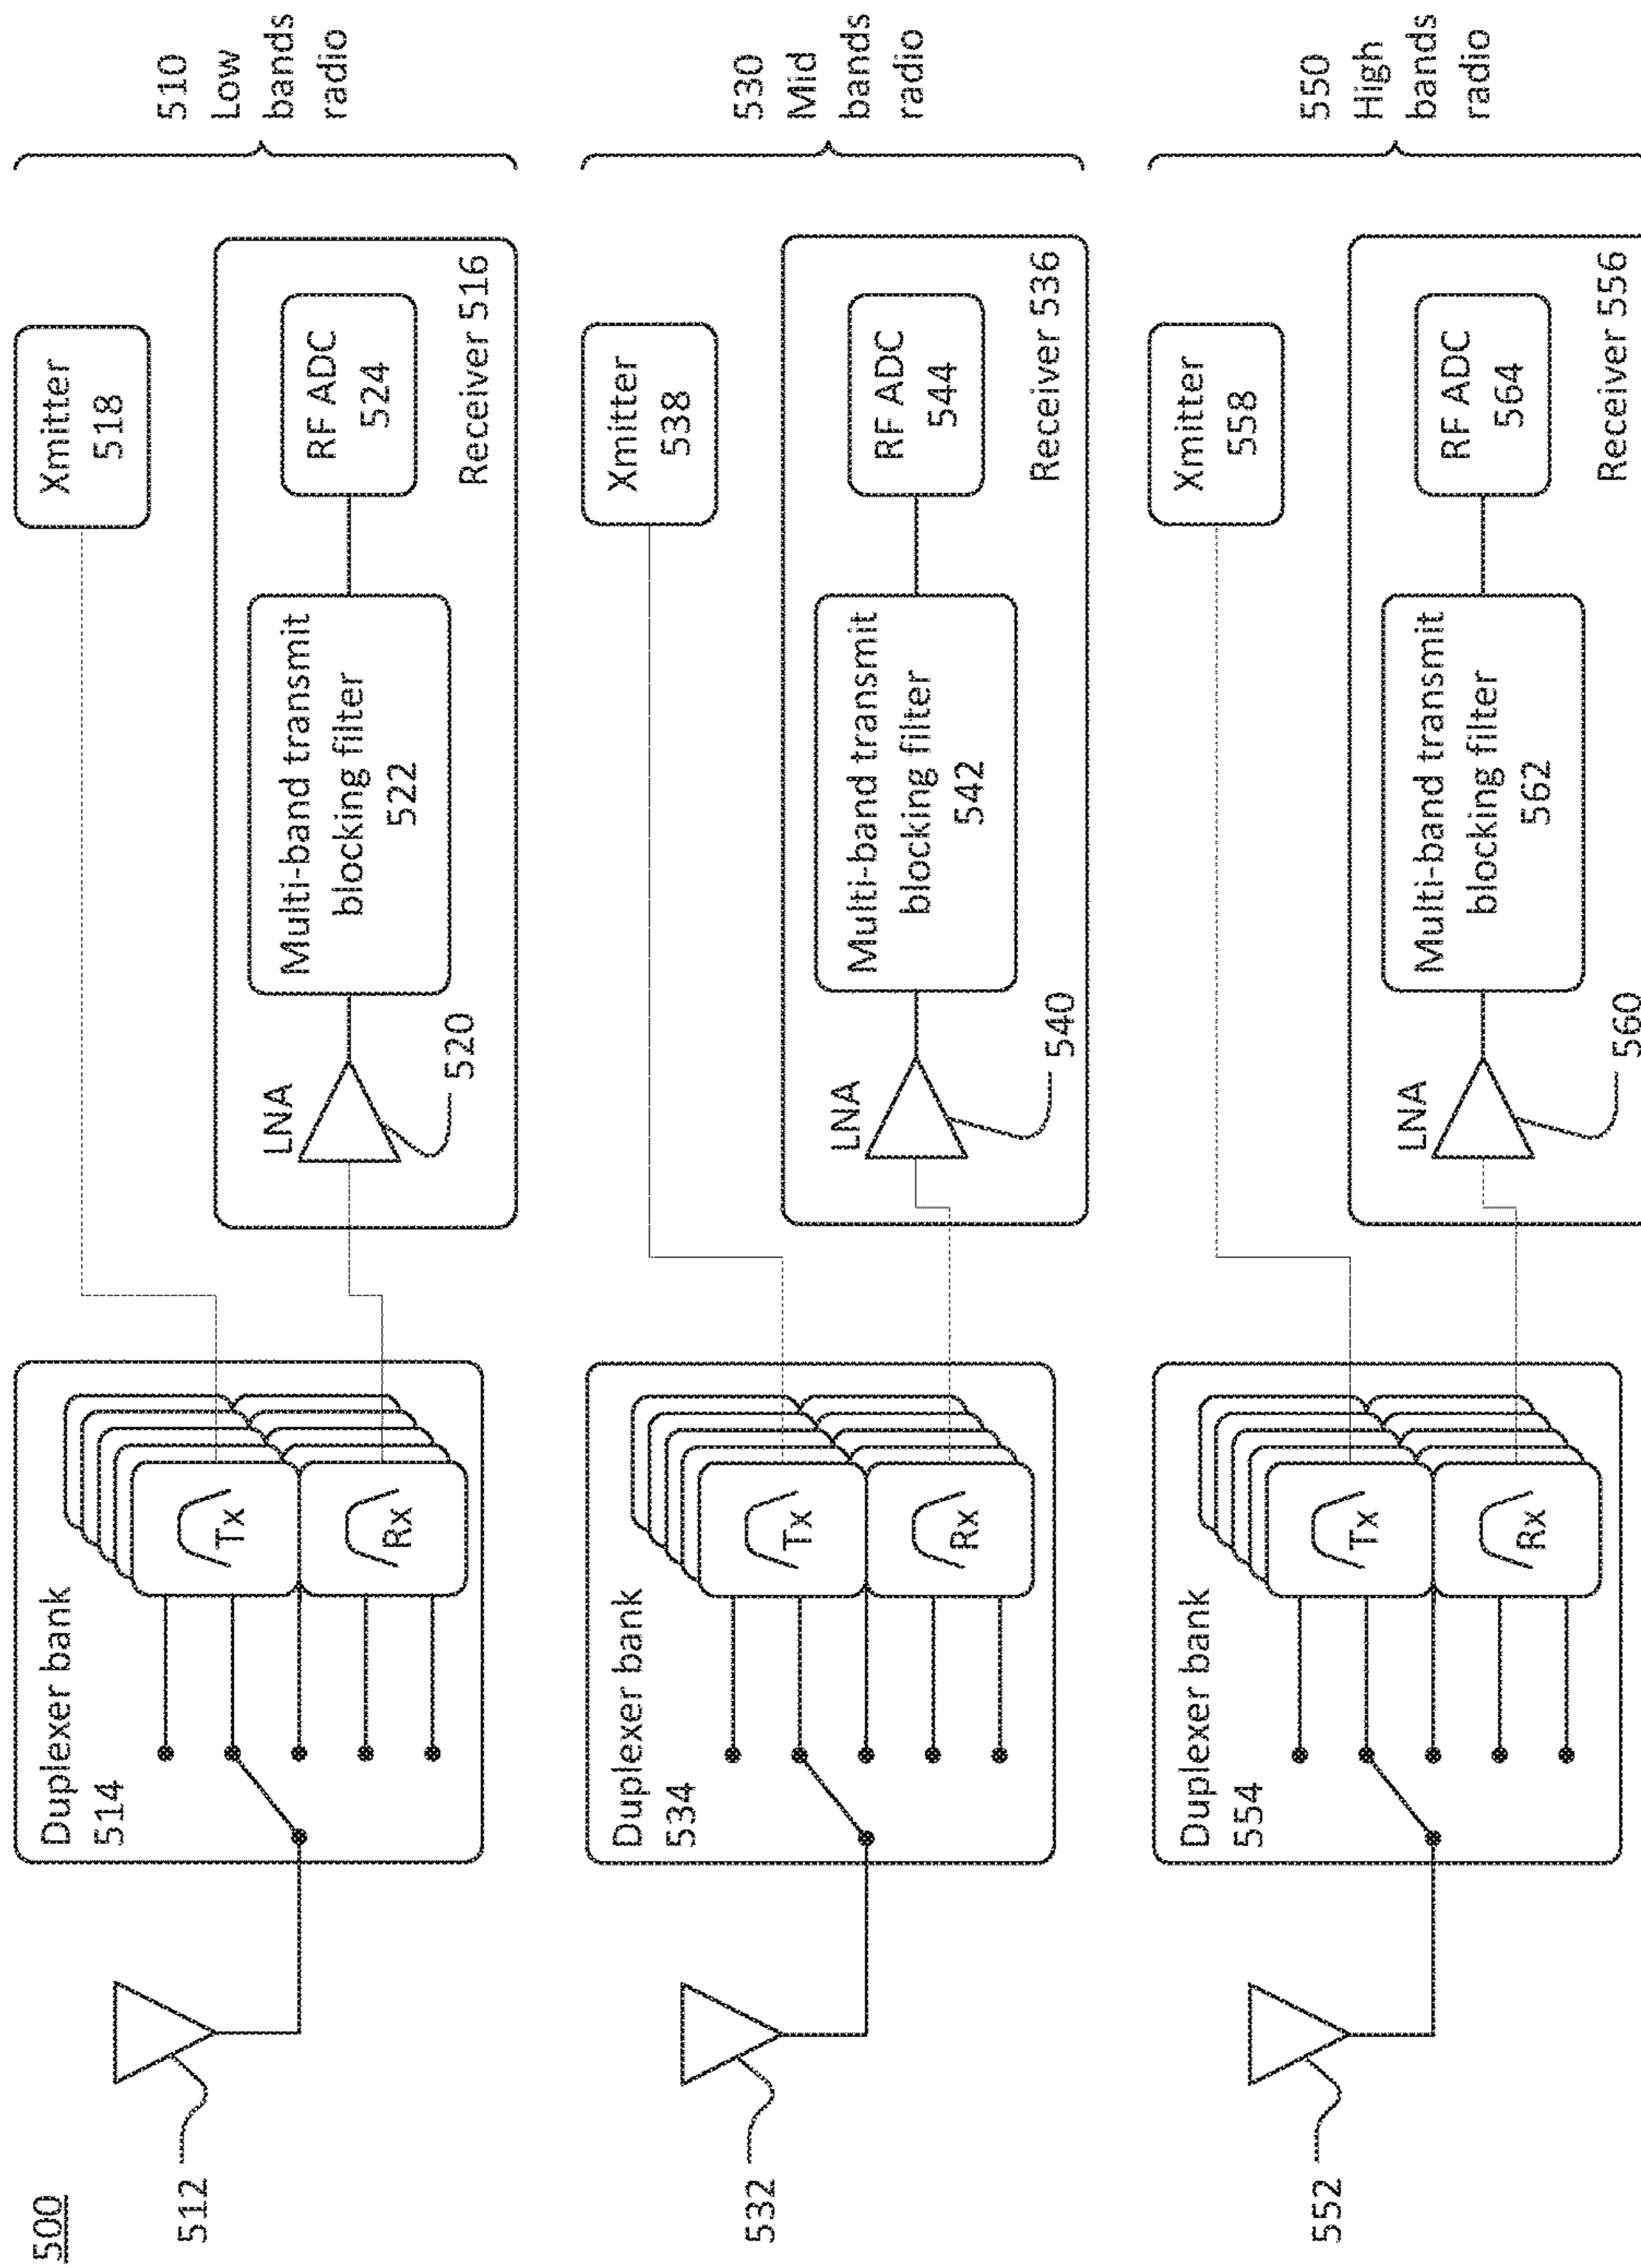 500
512
Duplexer bank
514
Tx
Rx
LNA
520
Multi-band transmit
blocking filter
522
RF ADC
524
Receiver 516
Xmitter
518
510
Low
bands
radio
532
Duplexer bank
534
Tx
Rx
LNA
540
Multi-band transmit
blocking filter
542
RF ADC
544
Receiver 536
Xmitter
538
530
Mid
bands
radio
552
Duplexer bank
554
Tx
Rx
LNA
560
Multi-band transmit
blocking filter
562
RF ADC
564
Receiver 556
Xmitter
558
550
High
bands
radio